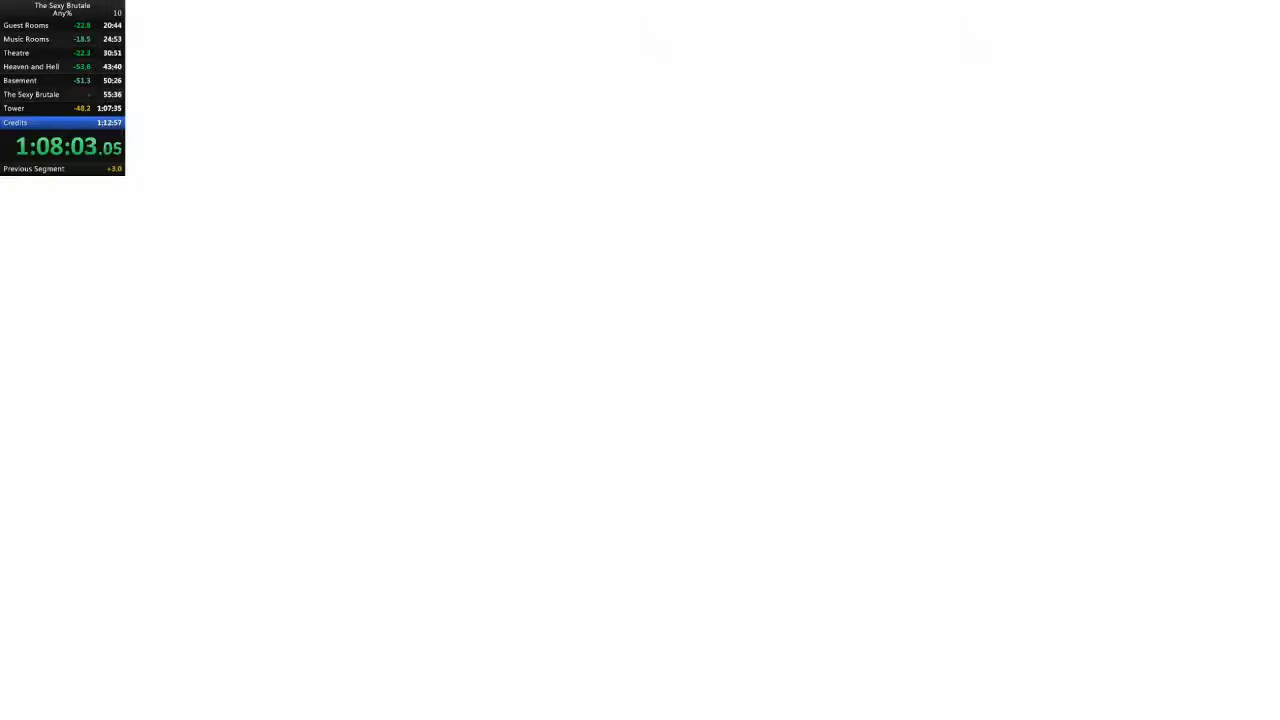 The Sexy Brutale
Any% 10
Guest Rooms -22.8 20:44
Music Rooms -18.5 24:53
Theatre -22.3 30:51
Heaven and Hell -53.6 43:40
Basement -51.3 50:26
The Sexy Brutale - 55:36
Tower -48.2 1:07:35
Credits 1:12:57
1:08:03.05
Previous Segment +3.0